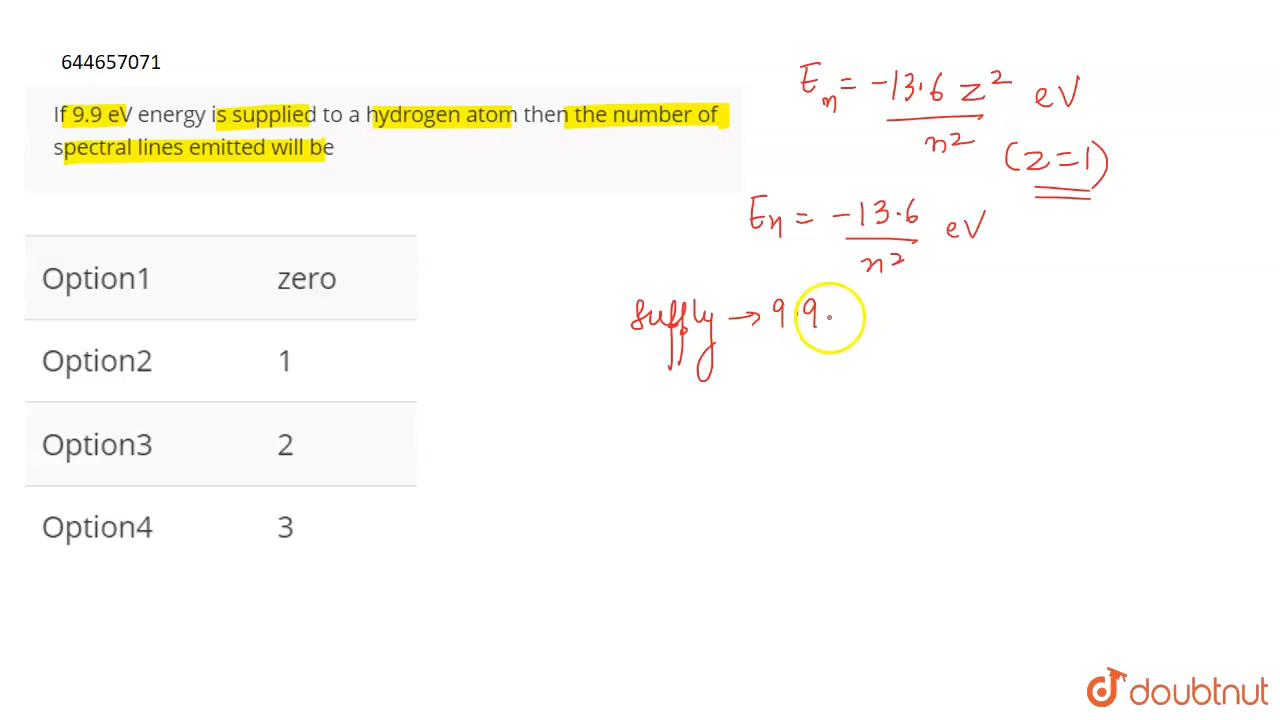 644657071
If 9.9 eV energy is supplied to a hydrogen atom then the number of
spectral lines emitted will be
Option1 zero
Option2 1
Option3 2
Option4 3
Eₙ = -13.6 z² / n² eV
(z=1)
Eₙ = -13.6 / n² eV
Supply → 9.9
doubtnut